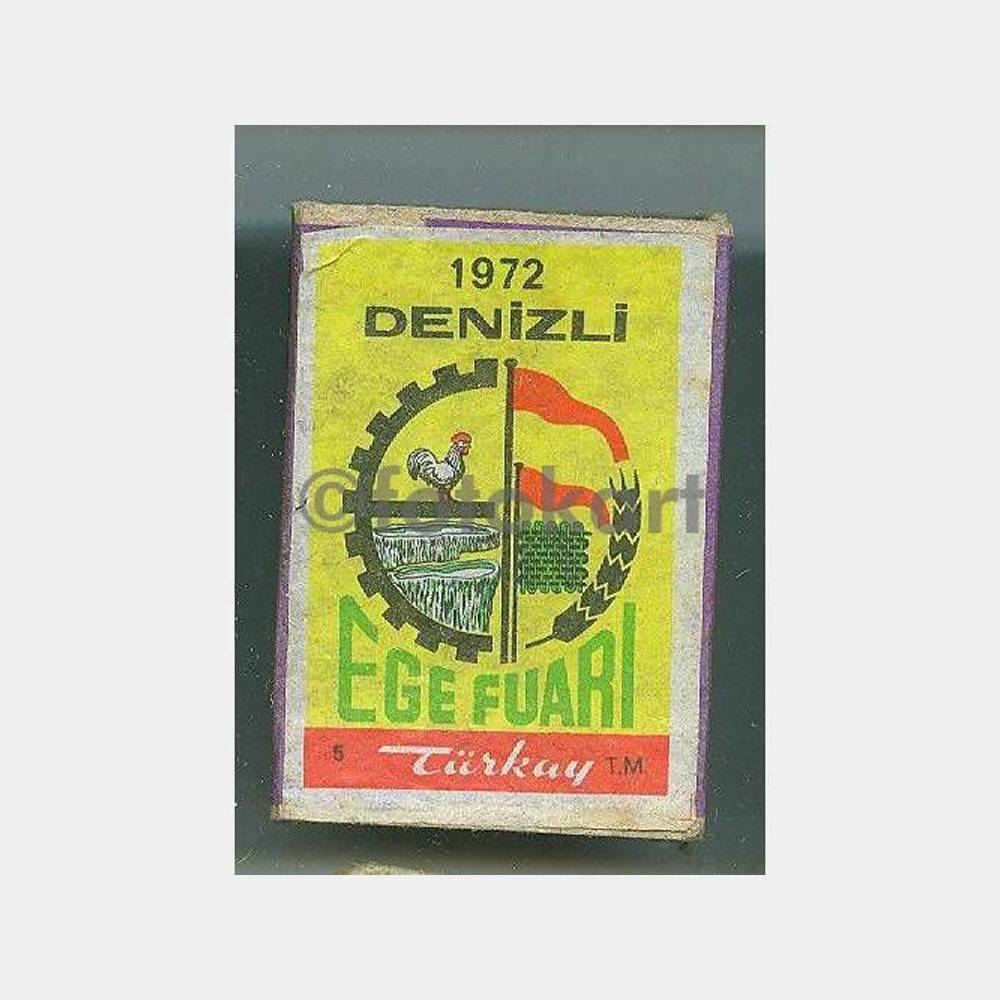 1972
DENİZLİ
©fotokart
EGE FUARI
5 Türkay T.M.